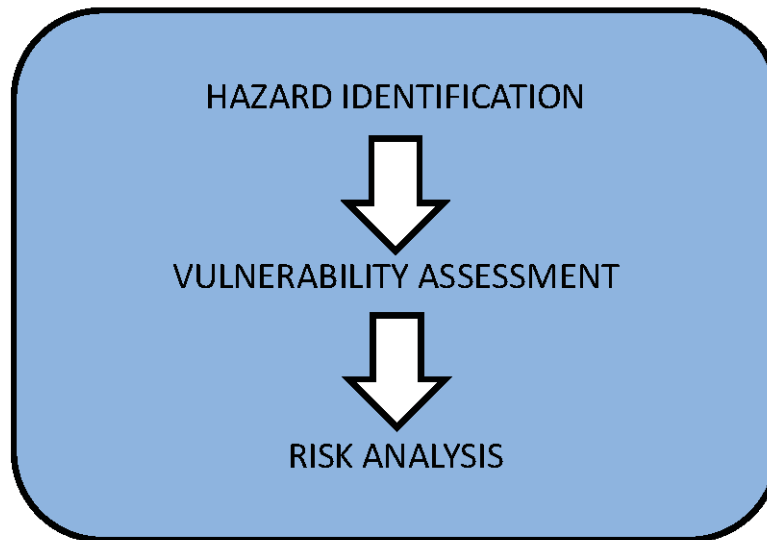 HAZARD IDENTIFICATION
VULNERABILITY ASSESSMENT
RISK ANALYSIS